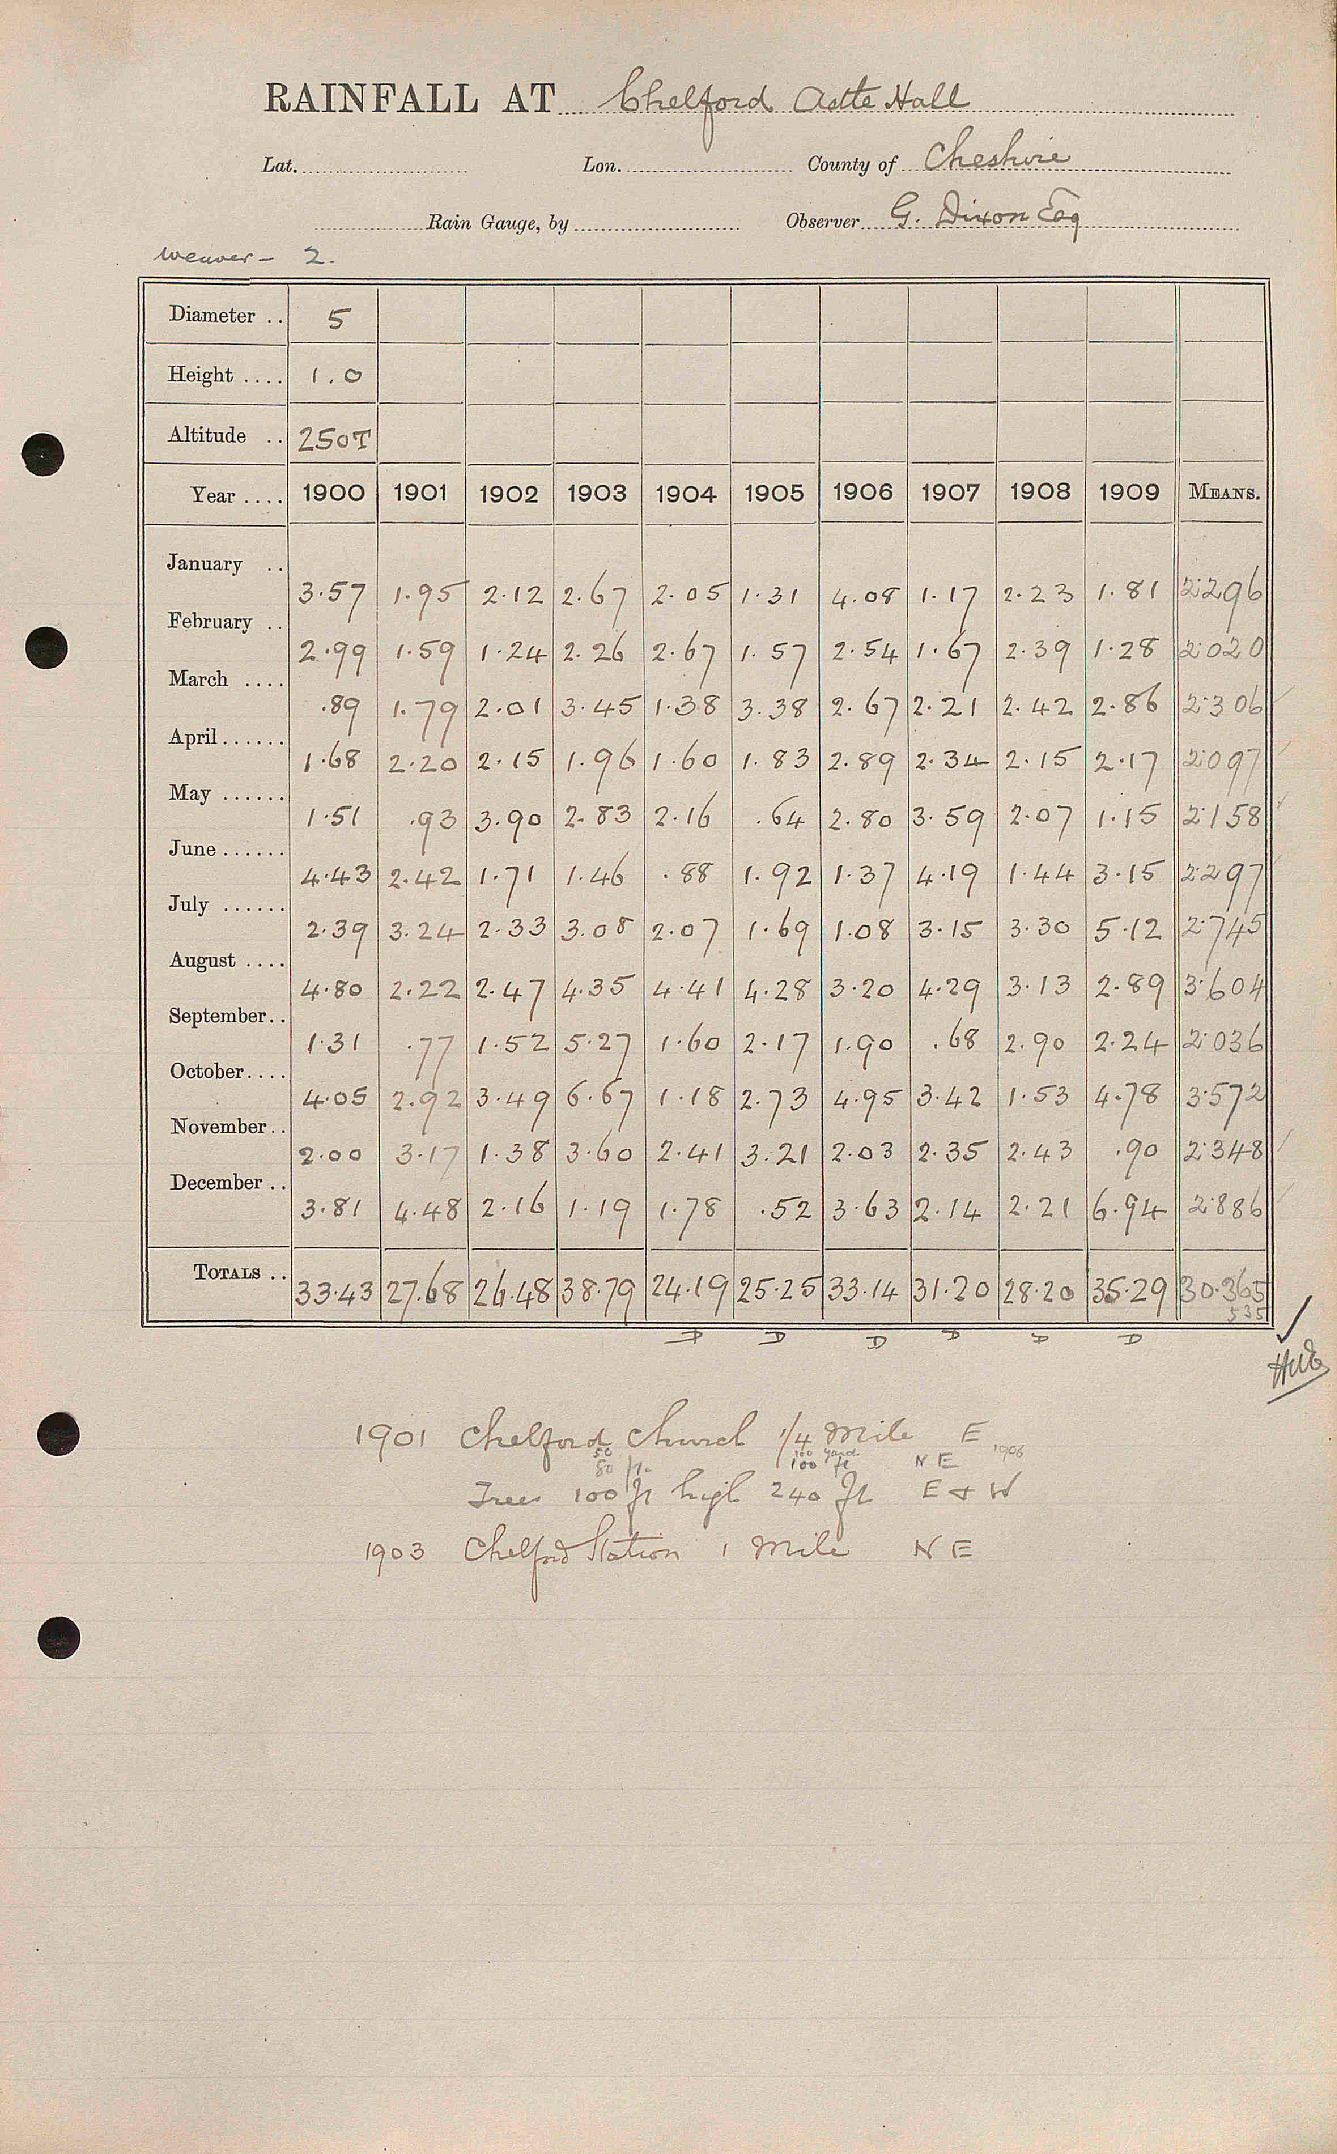 RAINFALL AT Chelford Astle Hall
Lat. Lon. County of Cheshire
Rain Gauge, by Observer G. Dixon Esq
Weaver - 2.
Diameter .. 5
Height .... 1.0
Altitude .. 250T
Year .... 1900 1901 1902 1903 1904 1905 1906 1907 1908 1909 MEANS.
January .. 3.57 1.95 2.12 2.67 2.05 1.31 4.08 1.17 2.23 1.81 2.296
February .. 2.99 1.59 1.24 2.26 2.67 1.57 2.54 1.67 2.39 1.28 2.020
March .... .89 1.79 2.01 3.45 1.38 3.38 2.67 2.21 2.42 2.86 2.306
April...... 1.68 2.20 2.15 1.96 1.60 1.83 2.89 2.34 2.15 2.17 2.097
May ...... 1.51 .93 3.90 2.83 2.16 .64 2.80 3.59 2.07 1.15 2.158
June ...... 4.43 2.42 1.71 1.46 .88 1.92 1.37 4.19 1.44 3.15 2.297
July ...... 2.39 3.24 2.33 3.08 2.07 1.69 1.08 3.15 3.30 5.12 2.745
August .... 4.80 2.22 2.47 4.35 4.41 4.28 3.20 4.29 3.13 2.89 3.604
September.. 1.31 .77 1.52 5.27 1.60 2.17 1.90 .68 2.90 2.24 2.036
October.... 4.05 2.92 3.49 6.67 1.18 2.73 4.95 3.42 1.53 4.78 3.572
November.. 2.00 3.17 1.38 3.60 2.41 3.21 2.03 2.35 2.43 .90 2.348
December .. 3.81 4.48 2.16 1.19 1.78 .52 3.63 2.14 2.21 6.94 2.886
TOTALS .. 33.43 27.68 26.48 38.79 24.19 25.25 33.14 31.20 28.20 35.29 30.365
535
D D D D D D
1901 Chelford Church 1/4 Mile E
50 100 yard 1906
80 ft. 100 ft NE
Trees 100 ft high 240 ft E & W
1903 Chelford Station 1 Mile NE